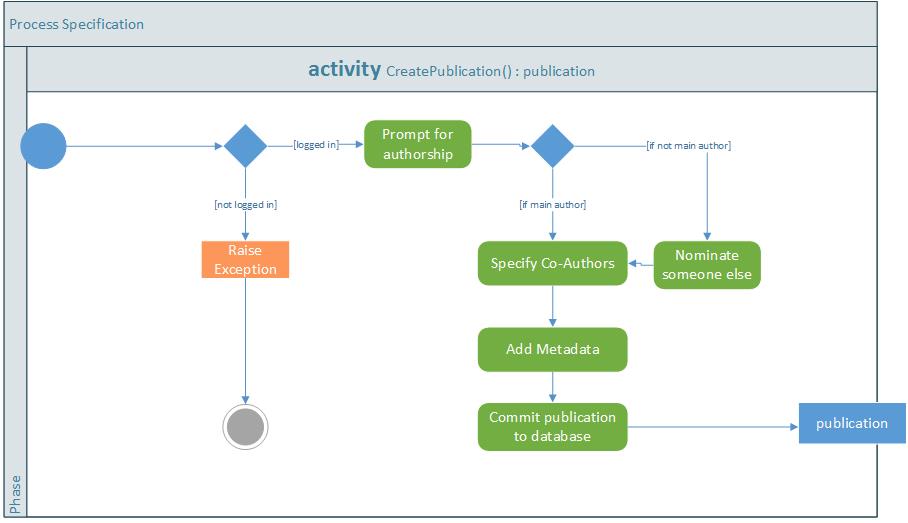 Process Specification
activity CreatePublication() : publication
[logged in]
Prompt for
authorship
[if not main author]
[not logged in]
[if main author]
Raise
Exception
Specify Co-Authors
Nominate
someone else
Add Metadata
Commit publication
to database
publication
Phase